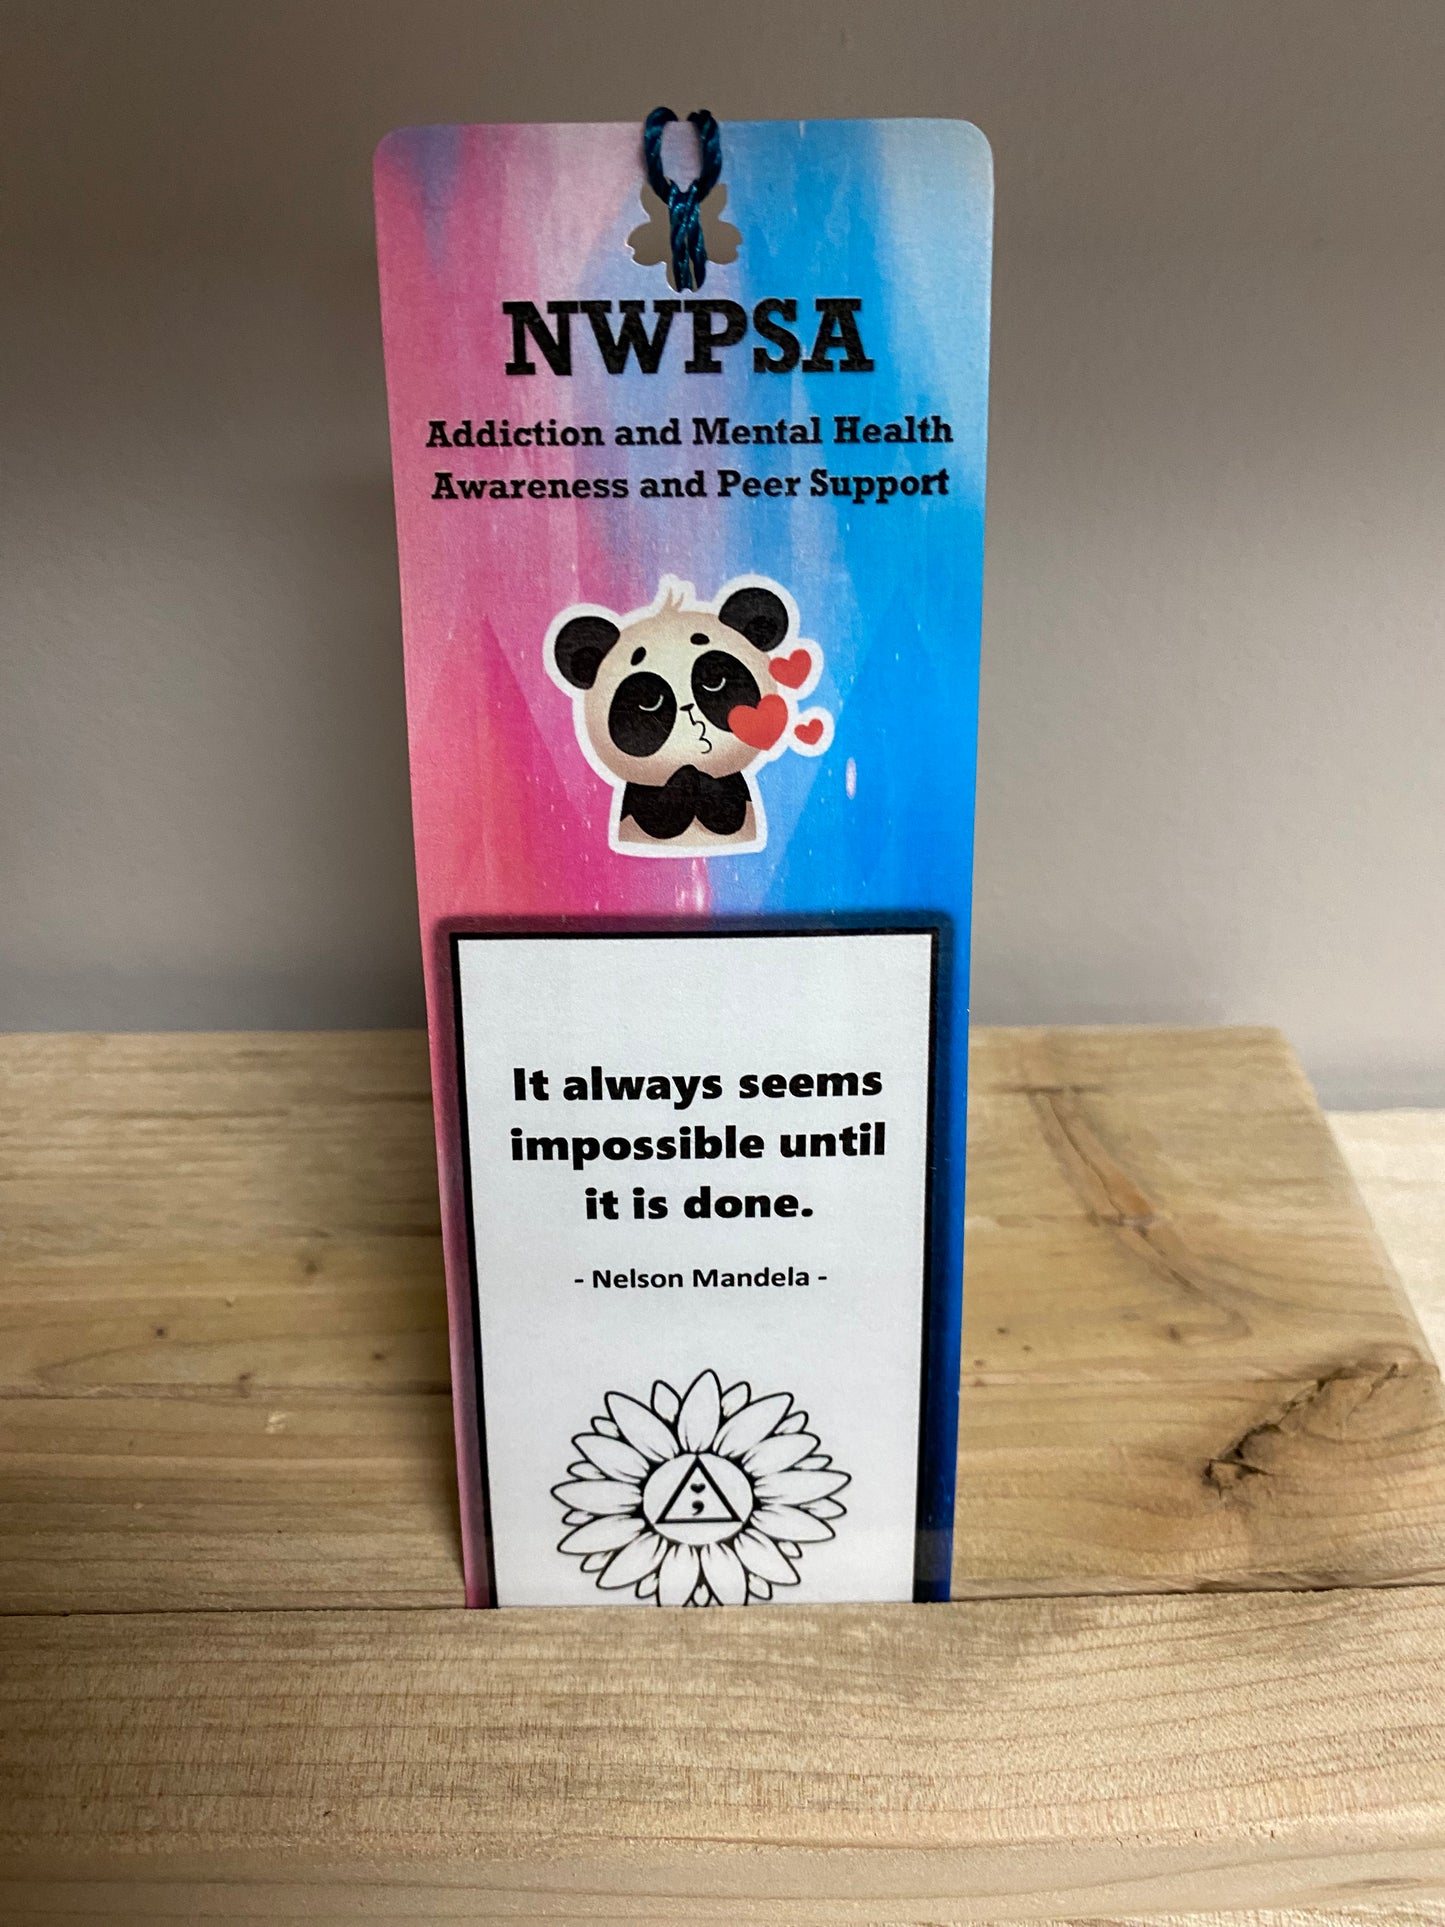 NWPSA
Addiction and Mental Health
Awareness and Peer Support
It always seems
impossible until
it is done.
- Nelson Mandela -